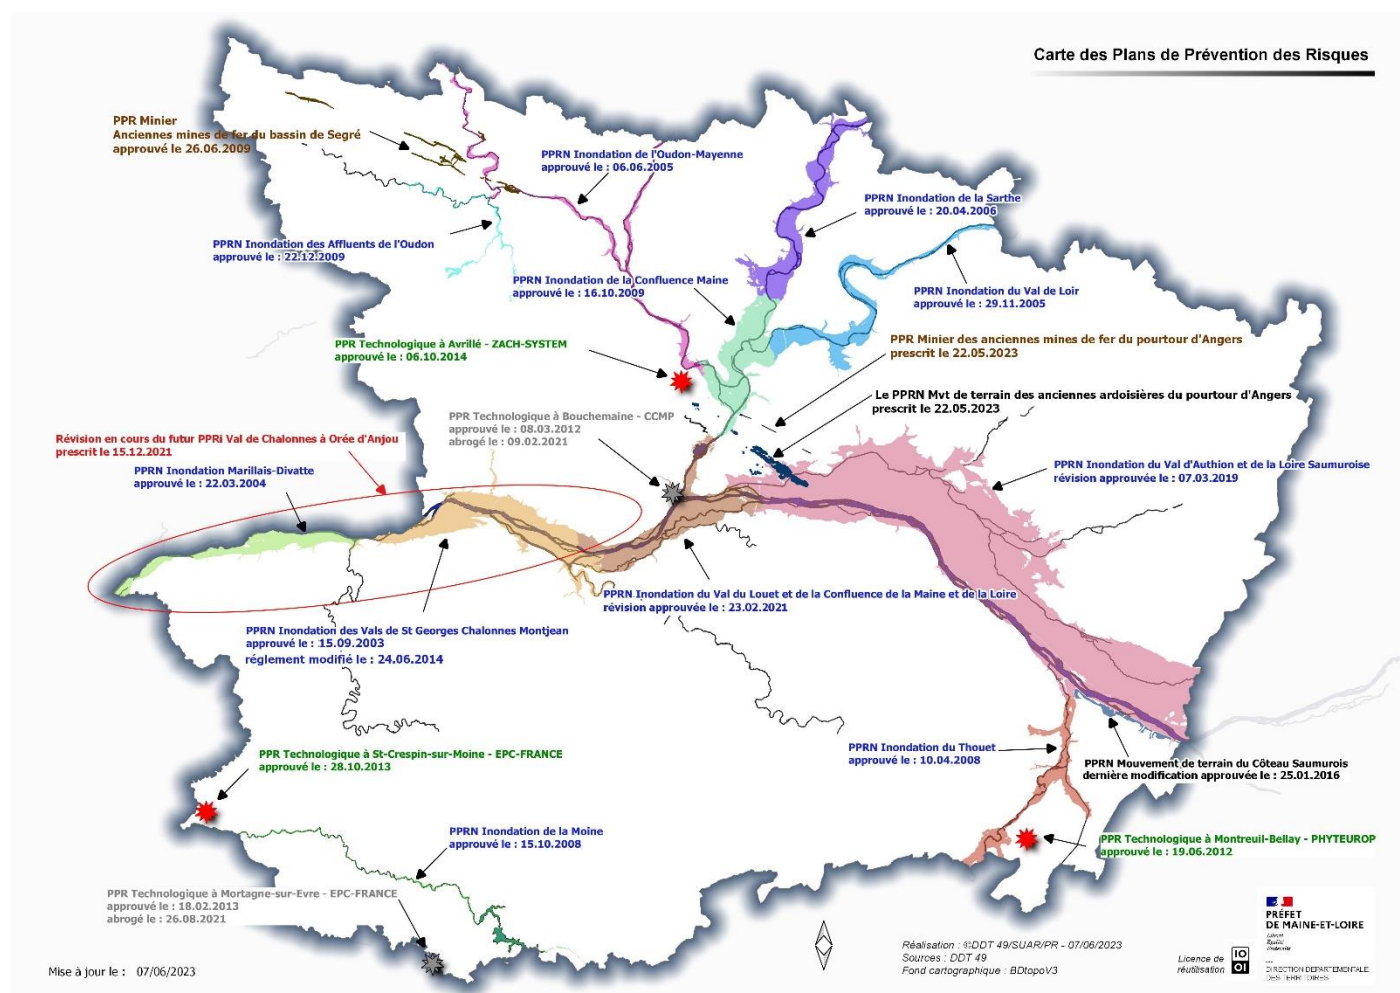 Carte des Plans de Prévention des Risques
PPR Minier
Anciennes mines de fer du bassin de Segré
approuvé le 26.06.2009
PPRN Inondation de l'Oudon-Mayenne
approuvé le : 06.06.2005
PPRN Inondation de la Sarthe
approuvé le : 20.04.2006
PPRN Inondation des Affluents de l'Oudon
approuvé le : 22.12.2009
PPRN Inondation de la Confluence Maine
approuvé le : 16.10.2009
PPRN Inondation du Val de Loir
approuvé le : 29.11.2005
PPR Technologique à Avrillé - ZACH-SYSTEM
approuvé le : 06.10.2014
PPR Minier des anciennes mines de fer du pourtour d'Angers
prescrit le 22.05.2023
Le PPRN Mvt de terrain des anciennes ardoisières du pourtour d'Angers
prescrit le 22.05.2023
PPR Technologique à Bouchemaine - CCMP
approuvé le : 08.03.2012
abrogé le : 09.02.2021
Révision en cours du futur PPRi Val de Chalonnes à Orée d'Anjou
prescrit le 15.12.2021
PPRN Inondation Marillais-Divatte
approuvé le : 22.03.2004
PPRN Inondation du Val d'Authion et de la Loire Saumuroise
révision approuvée le : 07.03.2019
PPRN Inondation du Val du Louet et de la Confluence de la Maine et de la Loire
révision approuvée le : 23.02.2021
PPRN Inondation des Vals de St Georges Chalonnes Montjean
approuvé le : 15.09.2003
réglement modifié le : 24.06.2014
PPR Technologique à St-Crespin-sur-Moine - EPC-FRANCE
approuvé le : 28.10.2013
PPRN Inondation du Thouet
approuvé le : 10.04.2008
PPRN Mouvement de terrain du Côteau Saumurois
dernière modification approuvée le : 25.01.2016
PPRN Inondation de la Moine
approuvé le : 15.10.2008
PPR Technologique à Montreuil-Bellay - PHYTEUROP
approuvé le : 19.06.2012
PPR Technologique à Mortagne-sur-Evre - EPC-FRANCE
approuvé le : 18.02.2013
abrogé le : 26.08.2021
Mise à jour le : 07/06/2023
Réalisation : ©DDT 49/SUAR/PR - 07/06/2023
Sources : DDT 49
Fond cartographique : BDtopoV3
Licence de
réutilisation
PRÉFET
DE MAINE-ET-LOIRE
Liberté
Égalité
Fraternité
DIRECTION DEPARTEMENTALE
DES TERRITOIRES